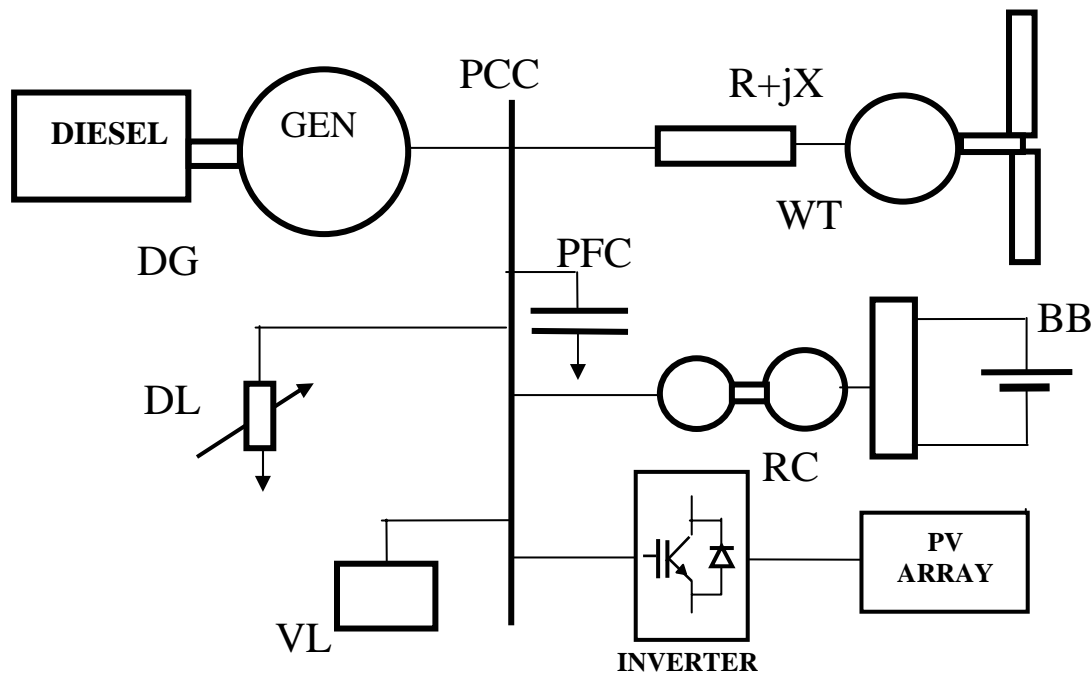 PCC
R+jX
DIESEL
GEN
WT
DG
PFC
BB
DL
RC
PV
ARRAY
VL
INVERTER